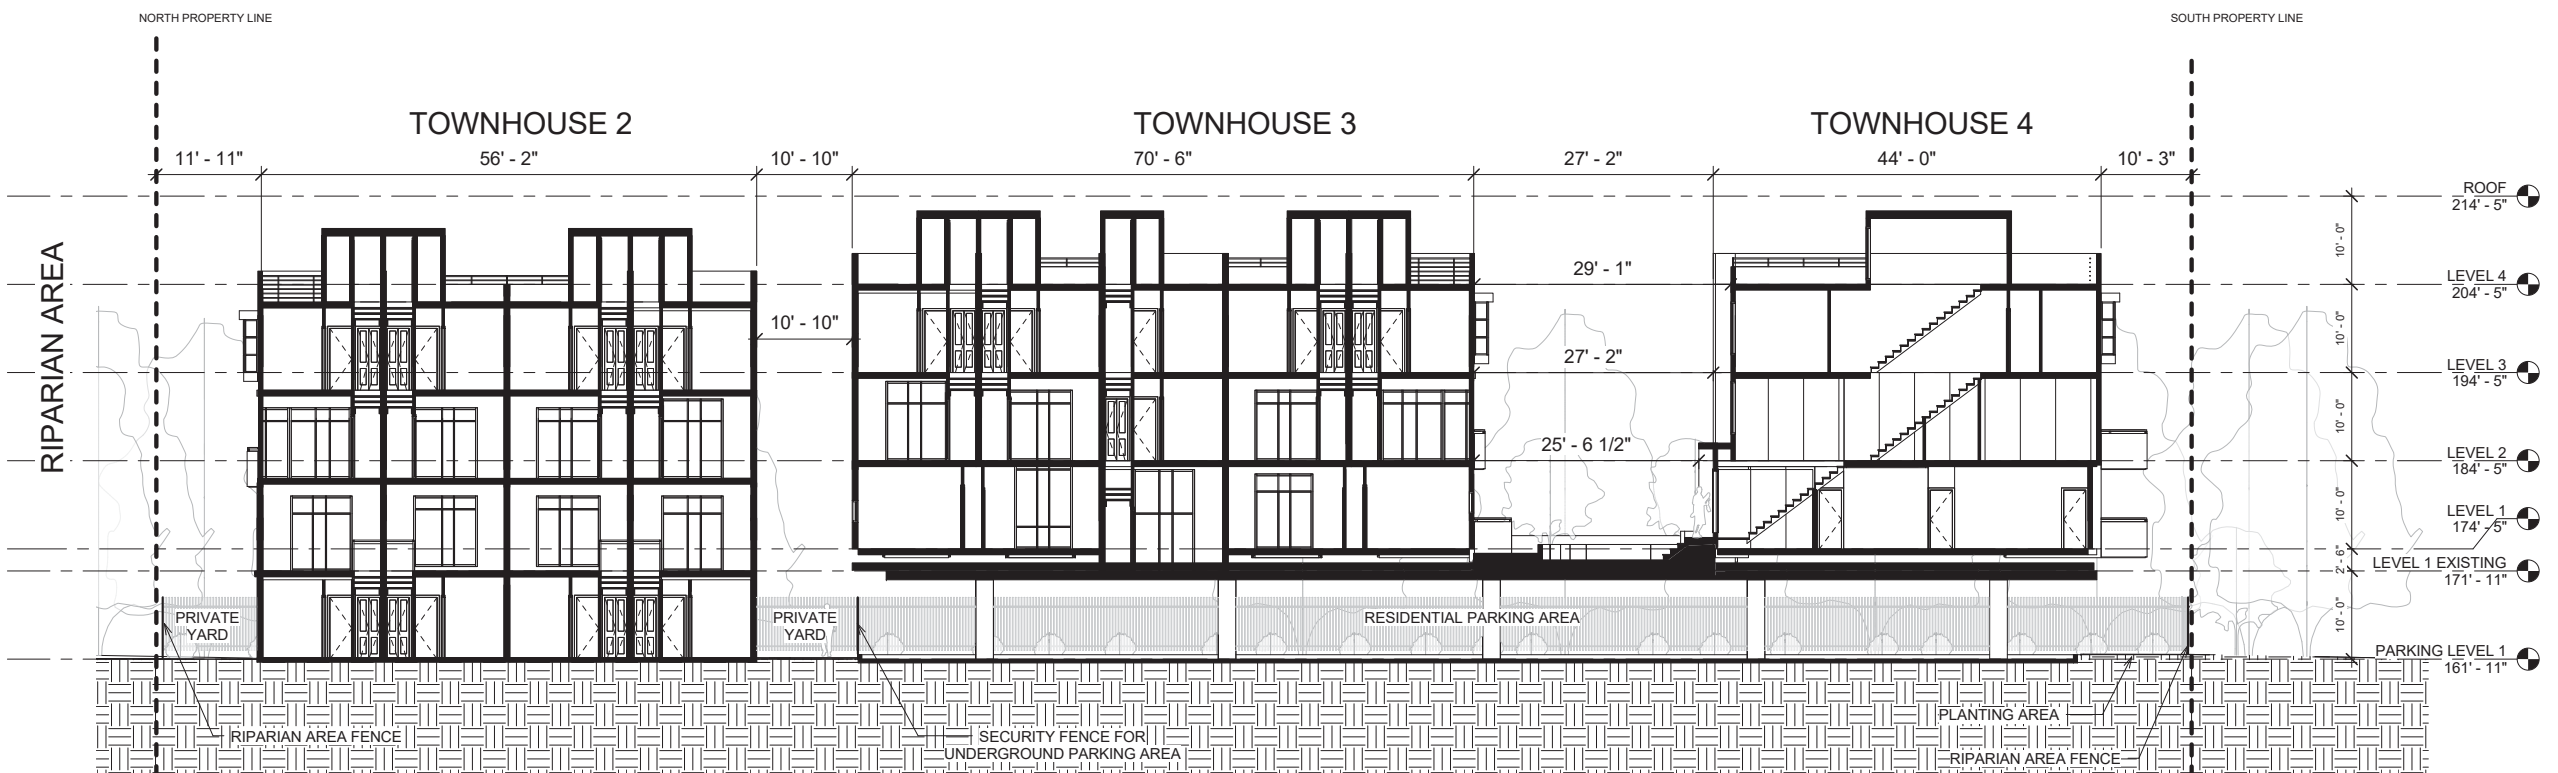 NORTH PROPERTY LINE
SOUTH PROPERTY LINE
TOWNHOUSE 2
TOWNHOUSE 3
TOWNHOUSE 4
11' - 11"
56' - 2"
10' - 10"
70' - 6"
27' - 2"
44' - 0"
10' - 3"
ROOF
214' - 5"
10' - 0"
RIPARIAN AREA
29' - 1"
LEVEL 4
204' - 5"
10' - 10"
10' - 0"
27' - 2"
LEVEL 3
194' - 5"
10' - 0"
25' - 6 1/2"
LEVEL 2
184' - 5"
10' - 0"
LEVEL 1
174' - 5"
2' - 6"
LEVEL 1 EXISTING
171' - 11"
PRIVATE
YARD
PRIVATE
YARD
RESIDENTIAL PARKING AREA
10' - 0"
PARKING LEVEL 1
161' - 11"
PLANTING AREA
RIPARIAN AREA FENCE
SECURITY FENCE FOR
UNDERGROUND PARKING AREA
RIPARIAN AREA FENCE